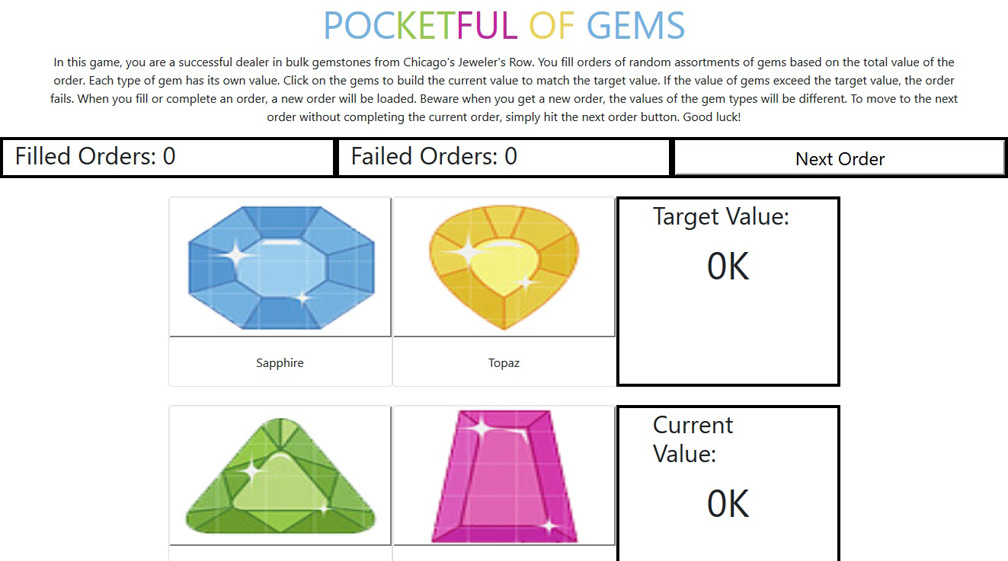 POCKETFUL OF GEMS
In this game, you are a successful dealer in bulk gemstones from Chicago's Jeweler's Row. You fill orders of random assortments of gems based on the total value of the
order. Each type of gem has its own value. Click on the gems to build the current value to match the target value. If the value of gems exceed the target value, the order
fails. When you fill or complete an order, a new order will be loaded. Beware when you get a new order, the values of the gem types will be different. To move to the next
order without completing the current order, simply hit the next order button. Good luck!
Filled Orders: 0
Failed Orders: 0
Next Order
Target Value:
0K
Sapphire
Topaz
Current
Value:
0K